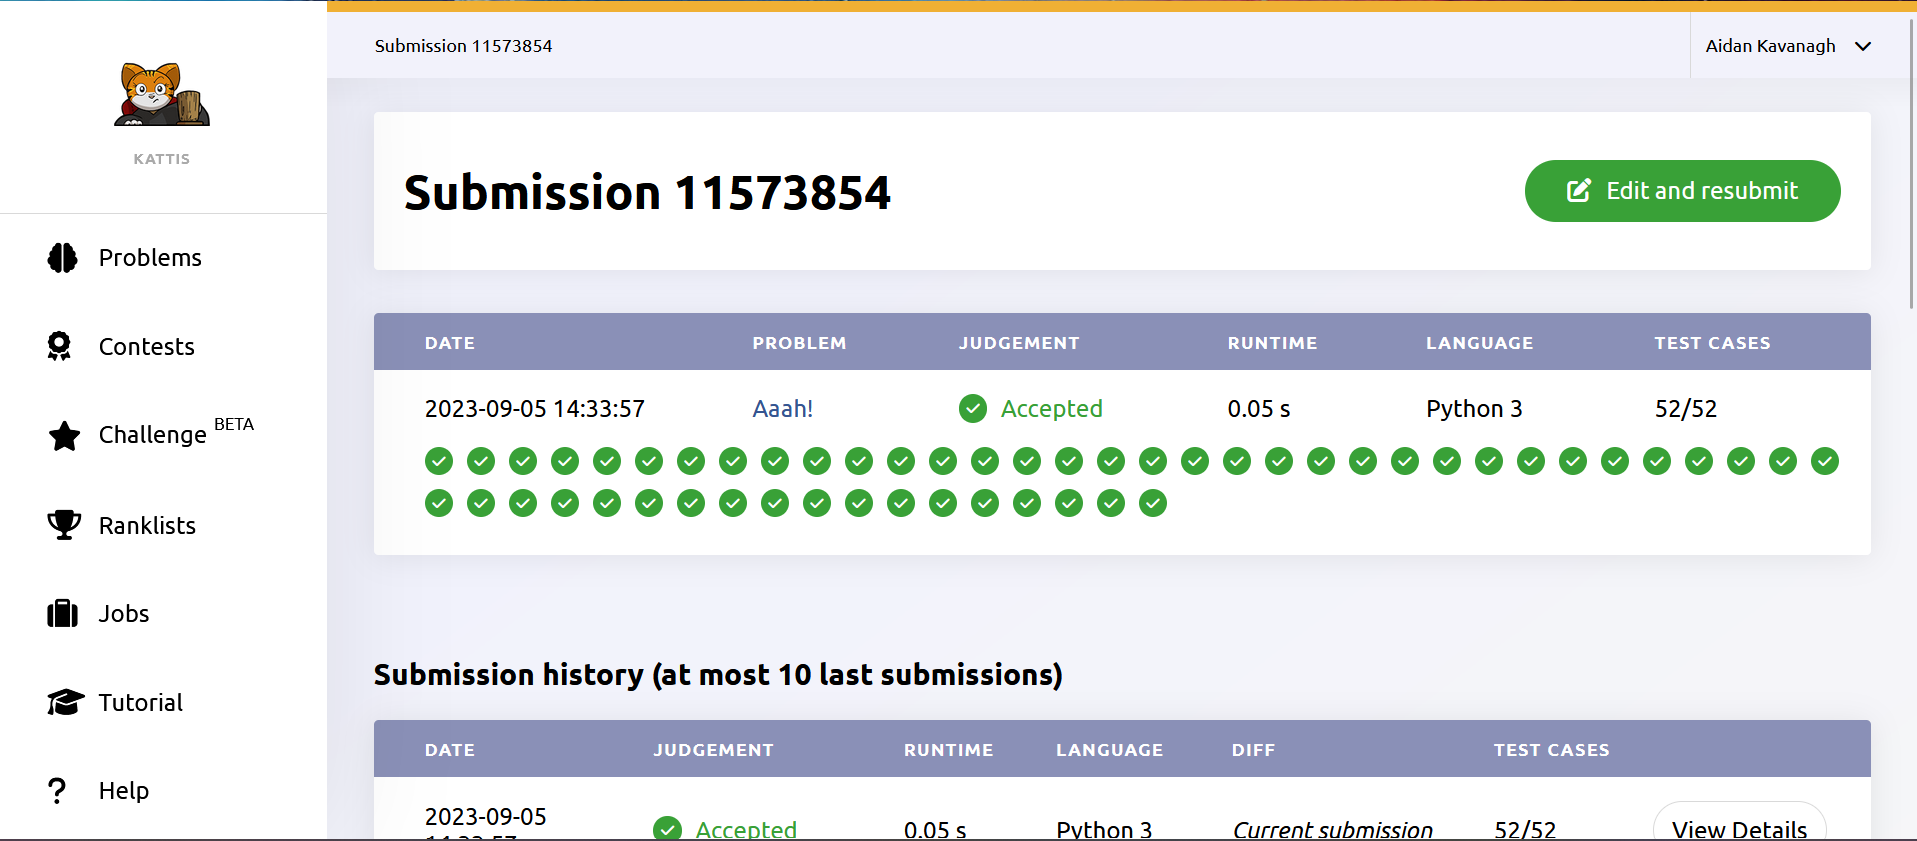 Submission 11573854
Aidan Kavanagh
KATTIS
Submission 11573854
Edit and resubmit
Problems
Contests
Challenge BETA
Ranklists
Jobs
Tutorial
Help
DATE PROBLEM JUDGEMENT RUNTIME LANGUAGE TEST CASES
2023-09-05 14:33:57 Aaah! Accepted 0.05 s Python 3 52/52
Submission history (at most 10 last submissions)
DATE JUDGEMENT RUNTIME LANGUAGE DIFF TEST CASES
2023-09-05
Accepted 0.05 s Python 3 Current submission 52/52 View Details